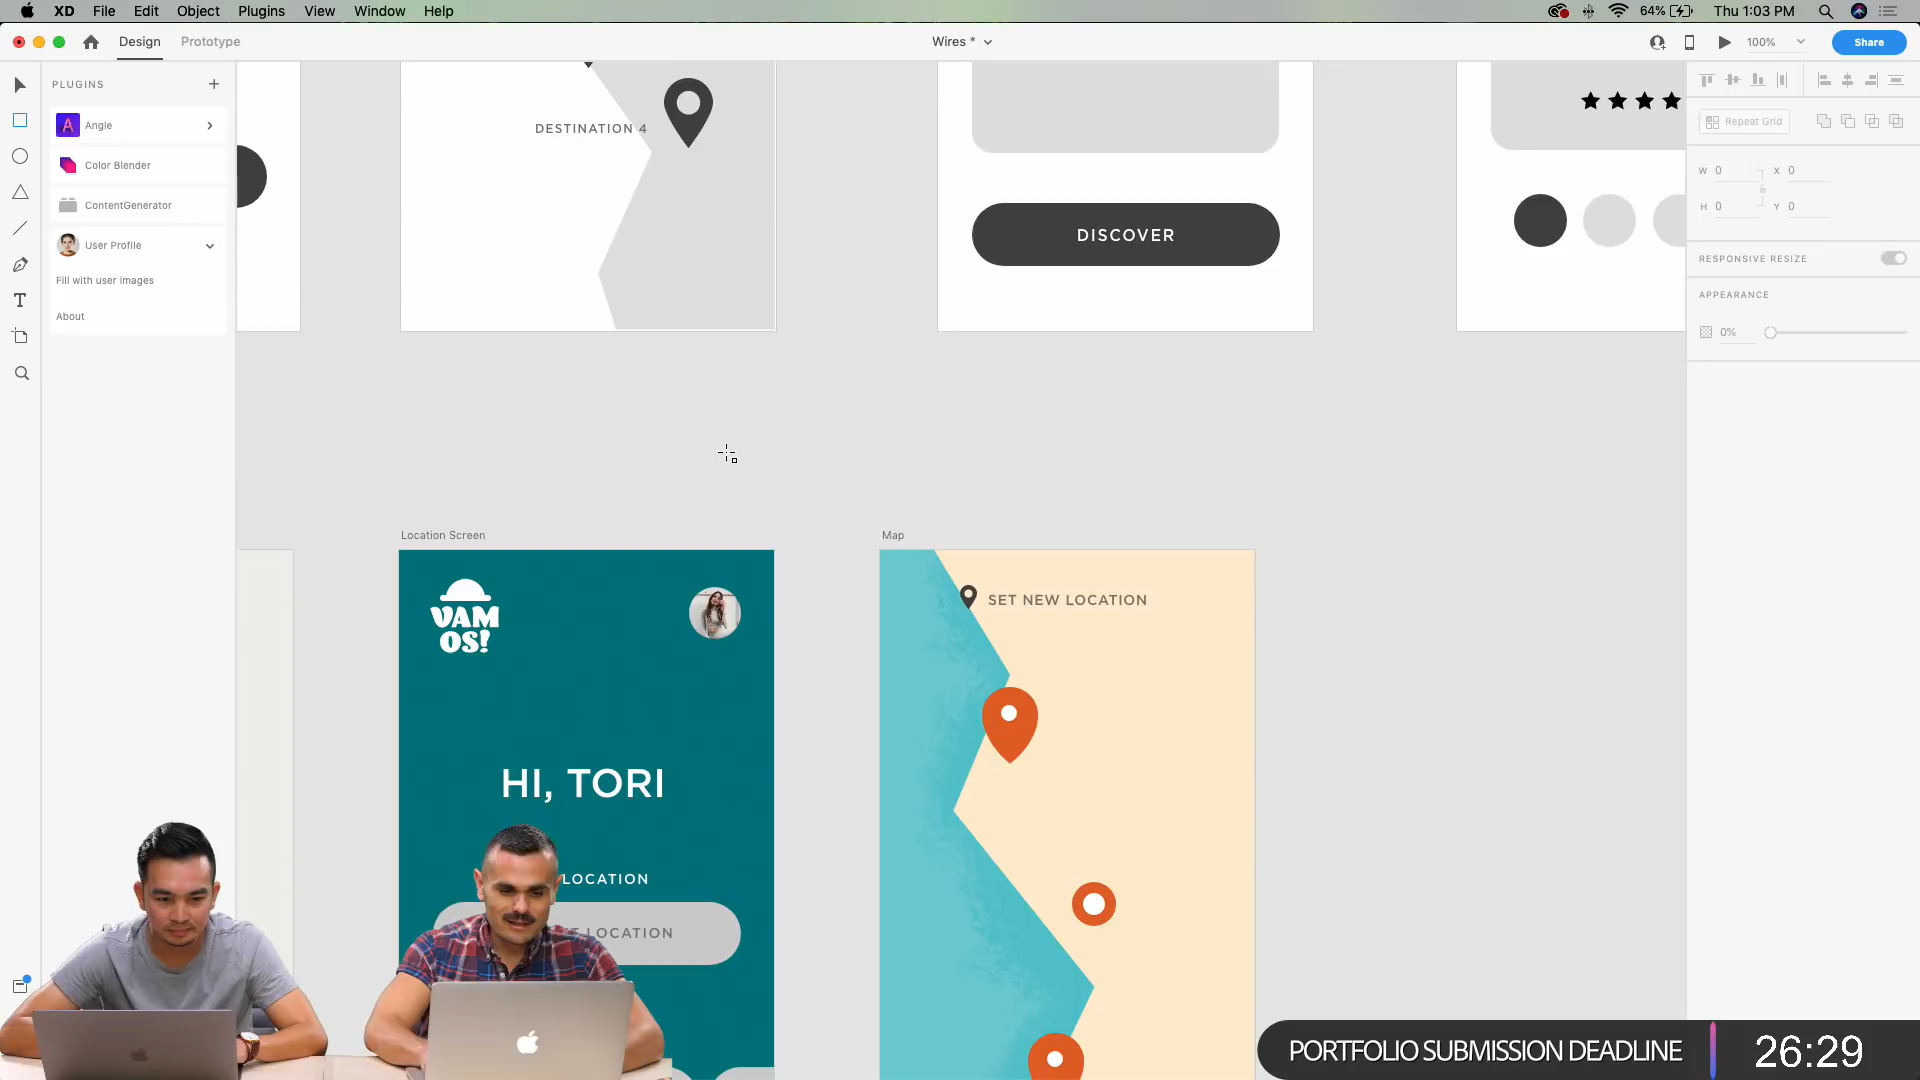 XD File Edit Object Plugins View Window Help
64% Thu 1:03 PM
Design Prototype
Wires *
100%
Share
PLUGINS
Angle
Color Blender
ContentGenerator
User Profile
Fill with user images
About
DESTINATION 4
DISCOVER
Repeat Grid
W 0 X 0
H 0 Y 0
RESPONSIVE RESIZE
APPEARANCE
0%
Location Screen
Map
VAM
OS!
SET NEW LOCATION
HI, TORI
LOCATION
LOCATION
PORTFOLIO SUBMISSION DEADLINE
26:29